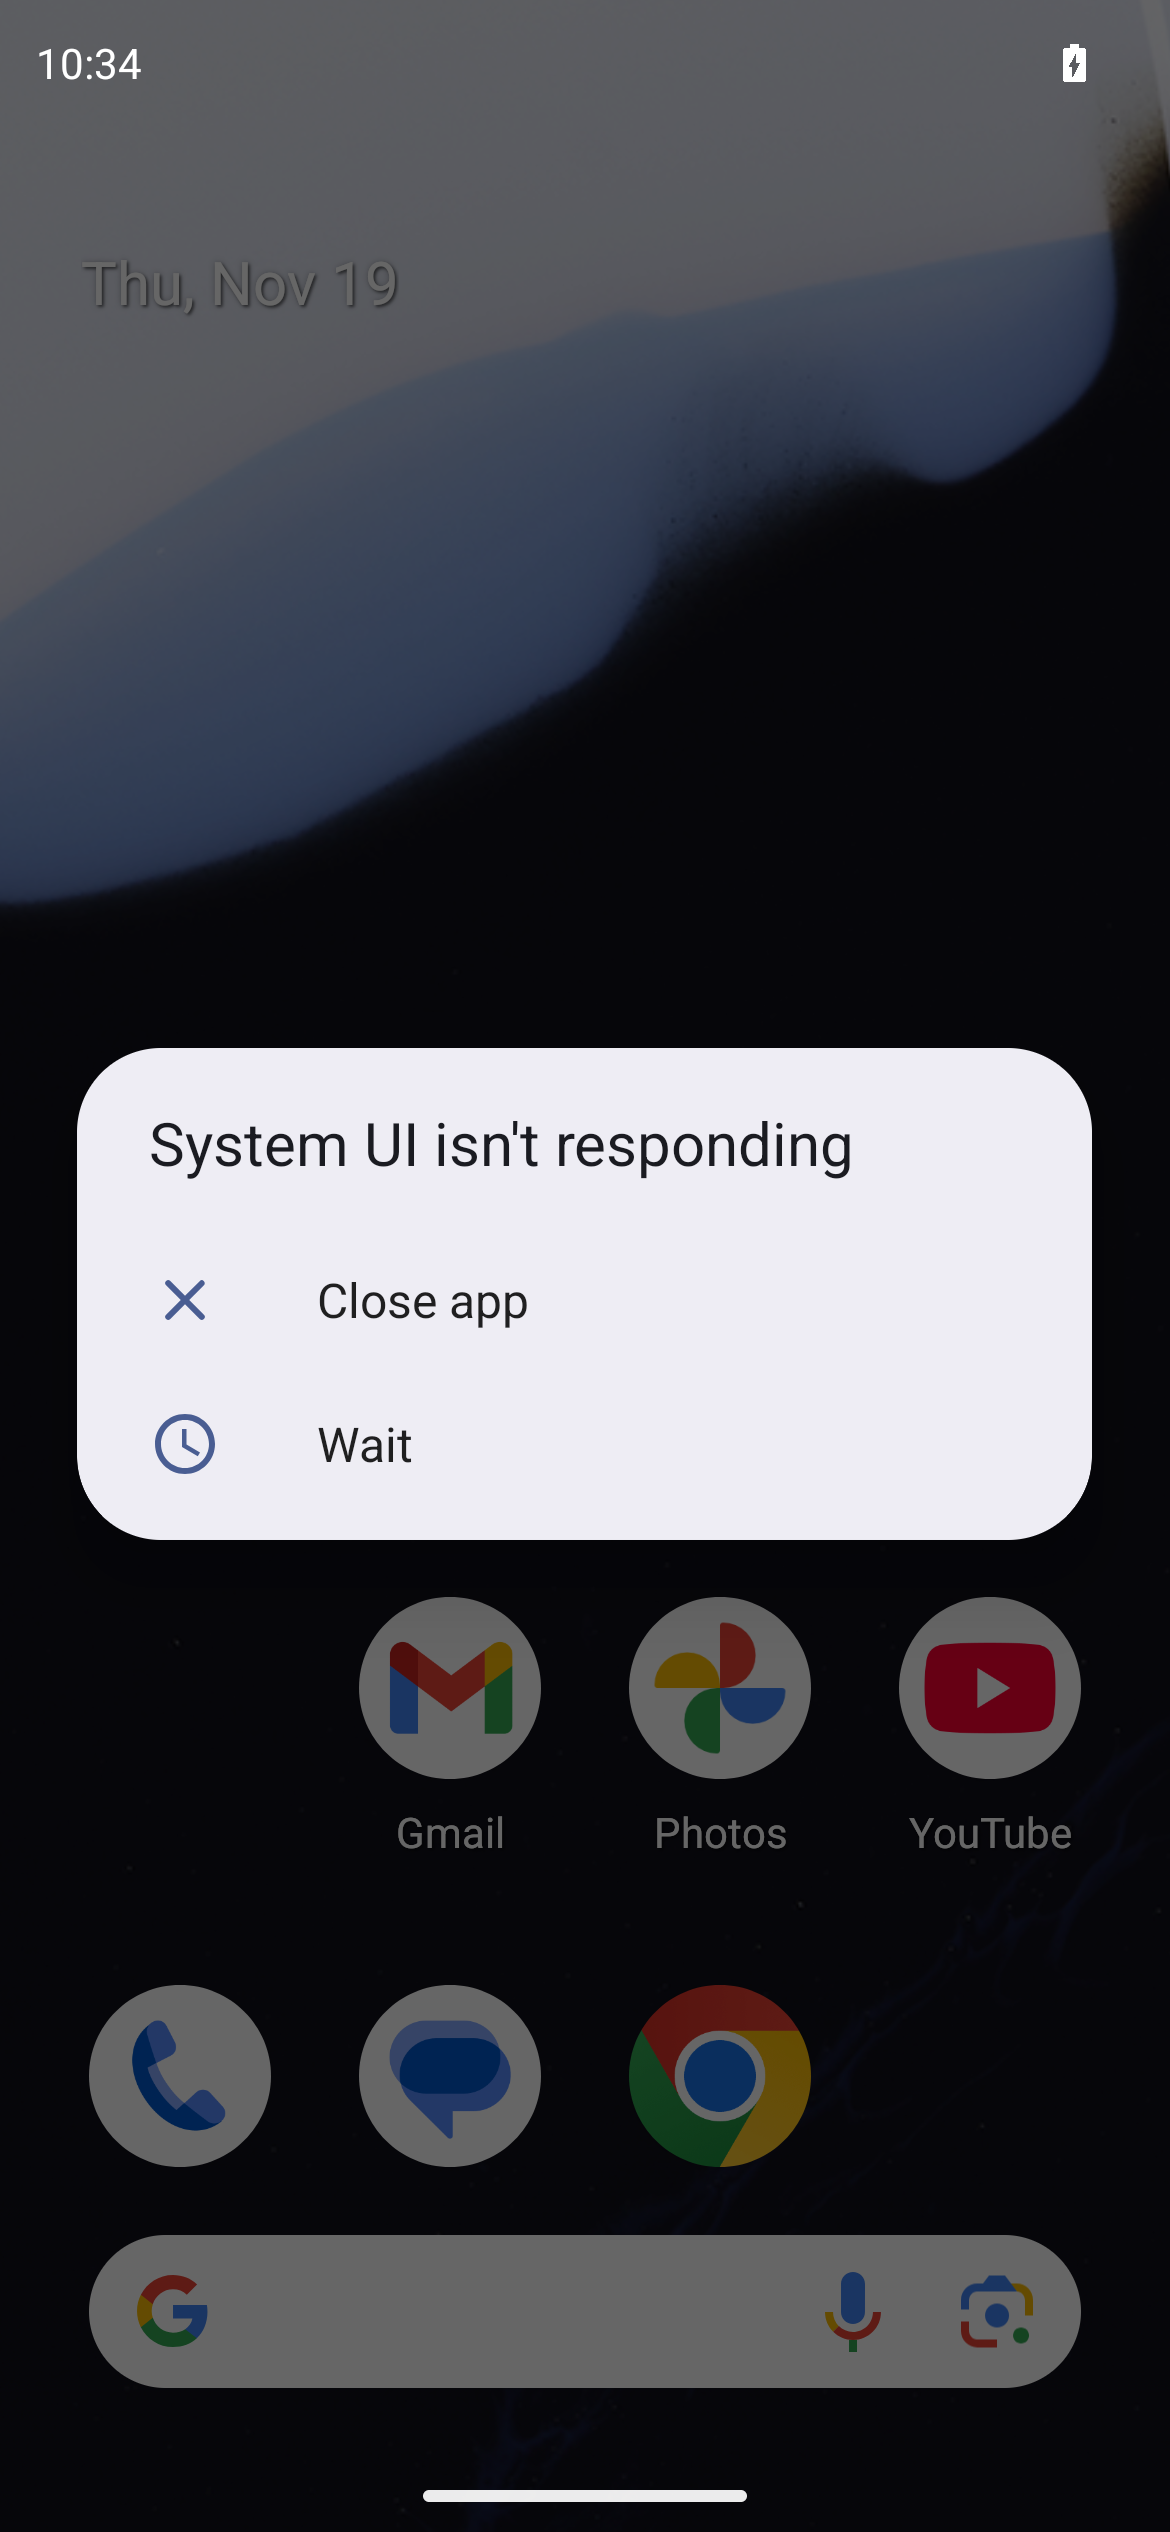 10:34
Thu, Nov 19
System UI isn't responding
Close app
Wait
Gmail
Photos
YouTube